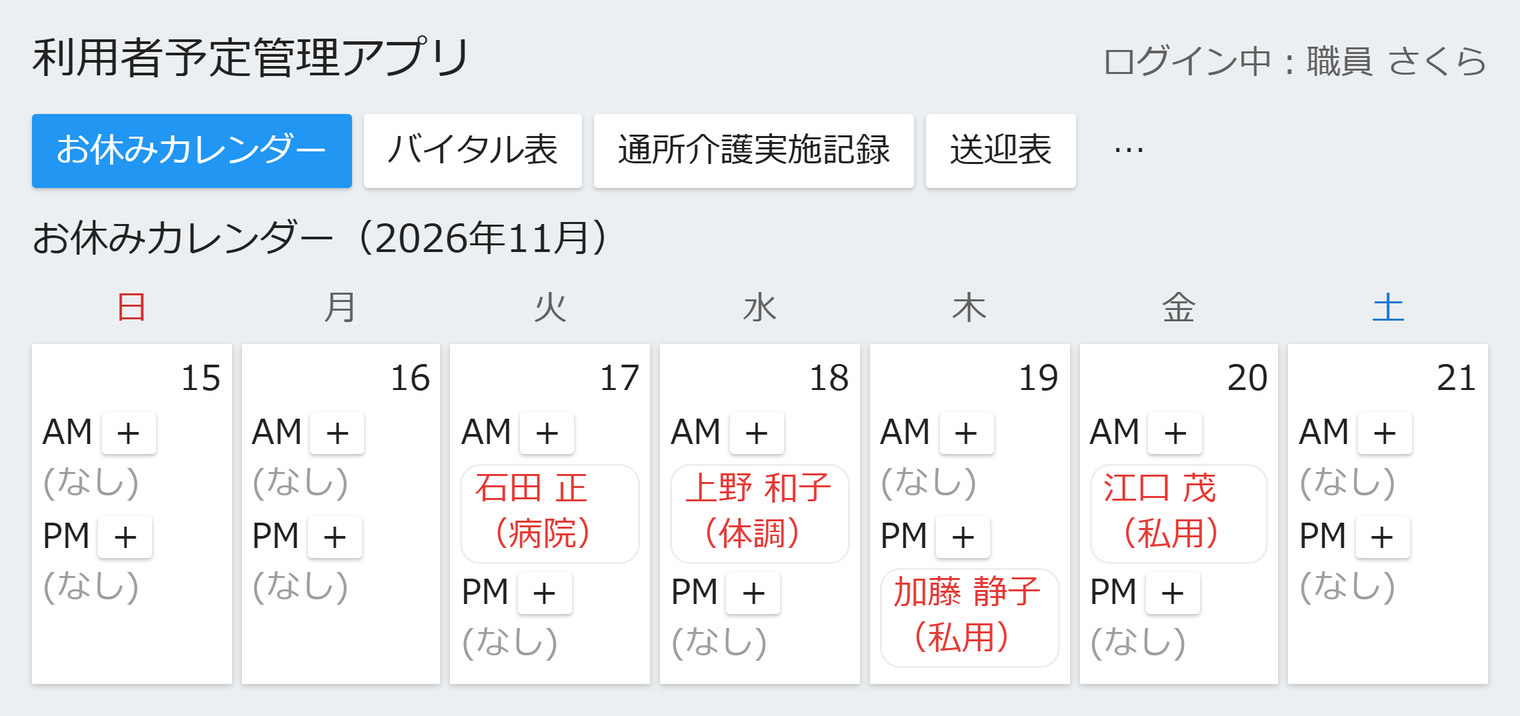 利用者予定管理アプリ
ログイン中：職員 さくら
お休みカレンダー バイタル表 通所介護実施記録 送迎表 …
お休みカレンダー（2026年11月）
日 月 火 水 木 金 土
15
AM +
(なし)
PM +
(なし)
16
AM +
(なし)
PM +
(なし)
17
AM +
石田 正
（病院）
PM +
(なし)
18
AM +
上野 和子
（体調）
PM +
(なし)
19
AM +
(なし)
PM +
加藤 静子
（私用）
20
AM +
江口 茂
（私用）
PM +
(なし)
21
AM +
(なし)
PM +
(なし)